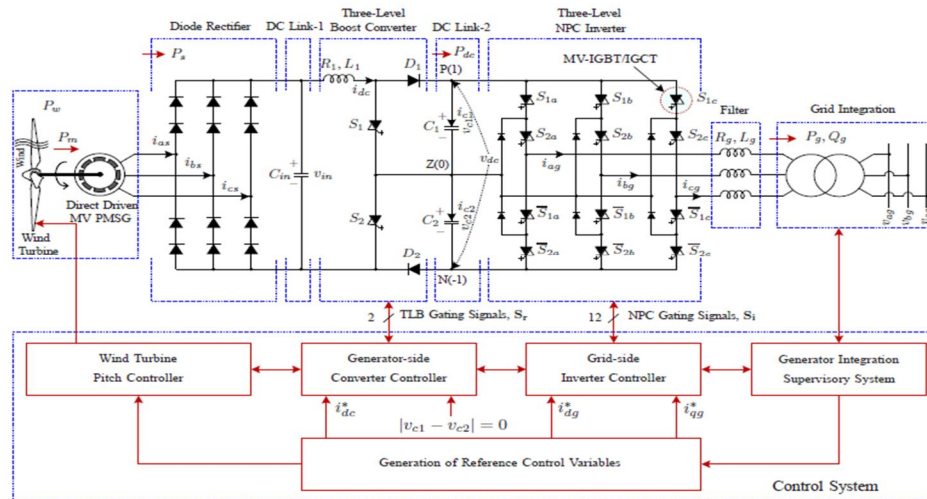 Diode Rectifier
DC Link-1
Three-Level
Boost Converter
DC Link-2
Three-Level
NPC Inverter
MV-IGBT/IGCT
Filter
Grid Integration
P_s
R_1, L_1
i_dc
D_1
P(1)
P_dc
P_w
P_m
Wind
i_as
i_bs
i_cs
Direct Driven
MV PMSG
Wind
Turbine
C_in
+
−
v_in
S_1
S_2
D_2
C_1
+
−
i_c1
v_c1
Z(0)
v_dc
C_2
+
−
i_c2
v_c2
N(-1)
S_1a
S_1b
S_1c
S_2a
S_2b
S_2c
i_ag
i_bg
i_cg
S̅_1a
S̅_1b
S̅_1c
S̅_2a
S̅_2b
S̅_2c
R_g, L_g
P_g, Q_g
v_ag
v_bg
2
TLB Gating Signals, S_r
12
NPC Gating Signals, S_i
Wind Turbine
Pitch Controller
Generator-side
Converter Controller
Grid-side
Inverter Controller
Generator Integration
Supervisory System
i*_dc
|v_c1 − v_c2| = 0
i*_dg
i*_qg
Generation of Reference Control Variables
Control System